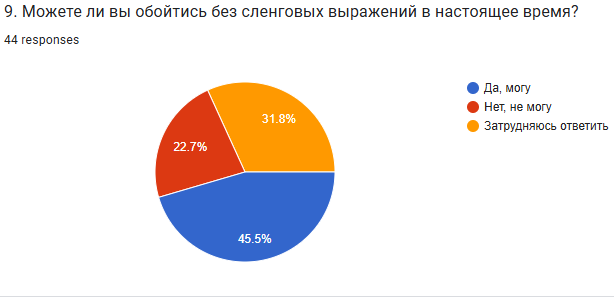 9. Можете ли вы обойтись без сленговых выражений в настоящее время?
44 responses
Да, могу
Нет, не могу
Затрудняюсь ответить
31.8%
22.7%
45.5%